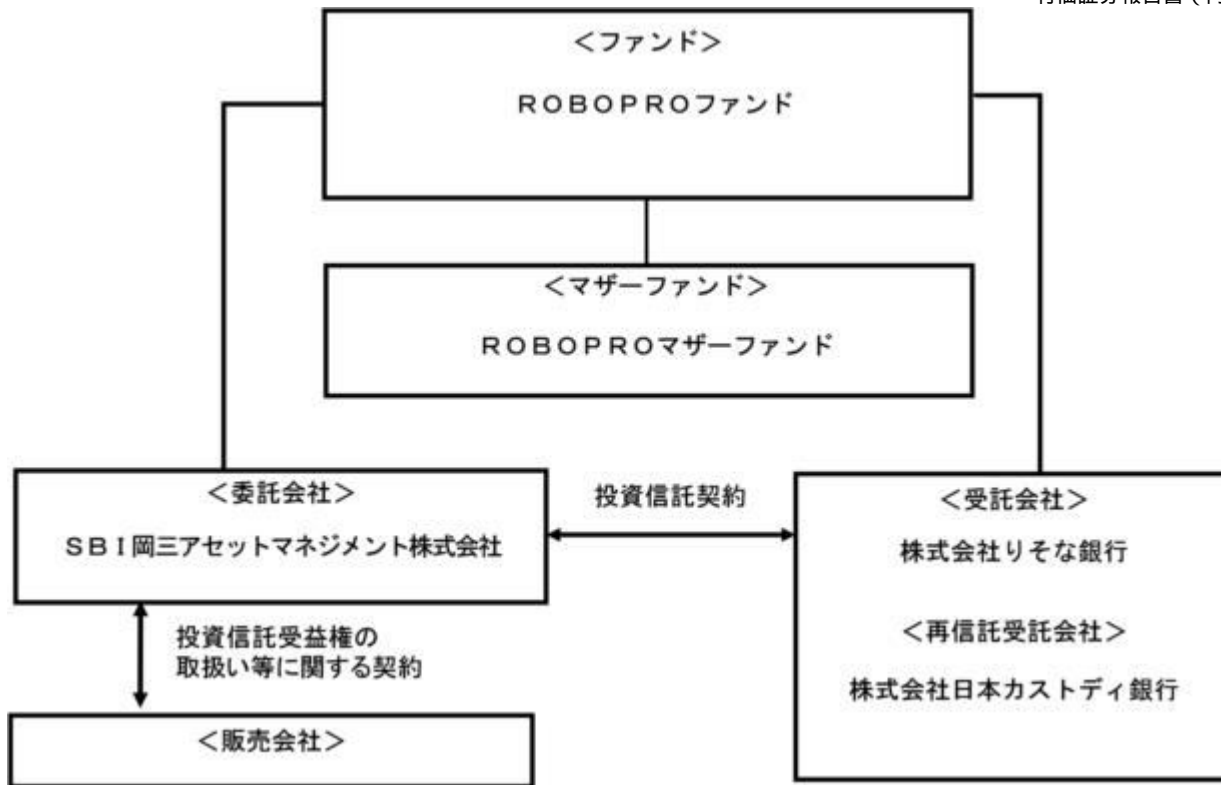 ＜ファンド＞
ＲＯＢＯＰＲＯファンド
＜マザーファンド＞
ＲＯＢＯＰＲＯマザーファンド
＜委託会社＞
ＳＢＩ岡三アセットマネジメント株式会社
投資信託契約
＜受託会社＞
株式会社りそな銀行
＜再信託受託会社＞
株式会社日本カストディ銀行
投資信託受益権の
取扱い等に関する契約
＜販売会社＞